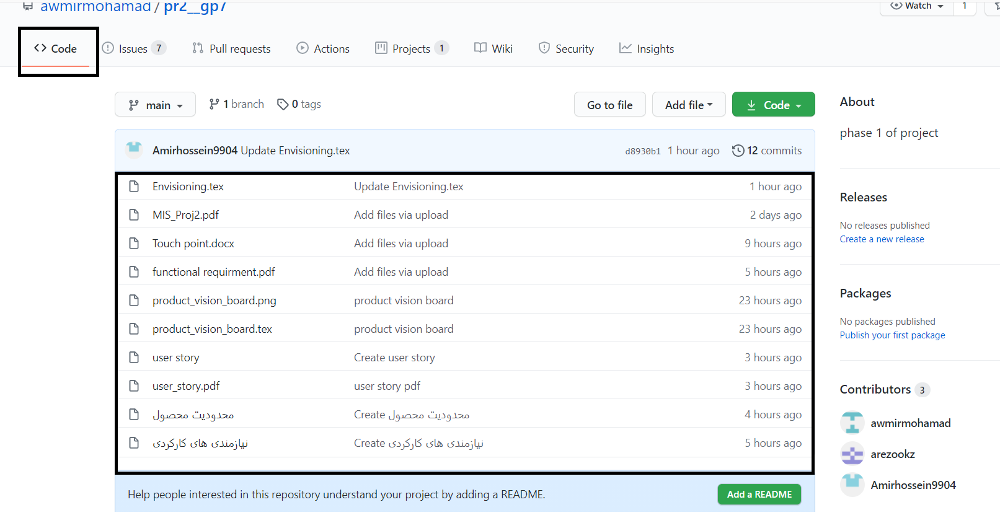 awmirmohamad / pr2__gp7
Watch 1
Code Issues 7 Pull requests Actions Projects 1 Wiki Security Insights
main 1 branch 0 tags Go to file Add file Code
Amirhossein9904 Update Envisioning.tex d8930b1 1 hour ago 12 commits
Envisioning.tex Update Envisioning.tex 1 hour ago
MIS_Proj2.pdf Add files via upload 2 days ago
Touch point.docx Add files via upload 9 hours ago
functional requirment.pdf Add files via upload 5 hours ago
product_vision_board.png product vision board 23 hours ago
product_vision_board.tex product vision board 23 hours ago
user story Create user story 3 hours ago
user_story.pdf user story pdf 3 hours ago
محدودیت محصول Create محدودیت محصول 4 hours ago
نیازمندی های کارکردی Create نیازمندی های کارکردی 5 hours ago
Help people interested in this repository understand your project by adding a README. Add a README
About
phase 1 of project
Releases
No releases published
Create a new release
Packages
No packages published
Publish your first package
Contributors 3
awmirmohamad
arezookz
Amirhossein9904